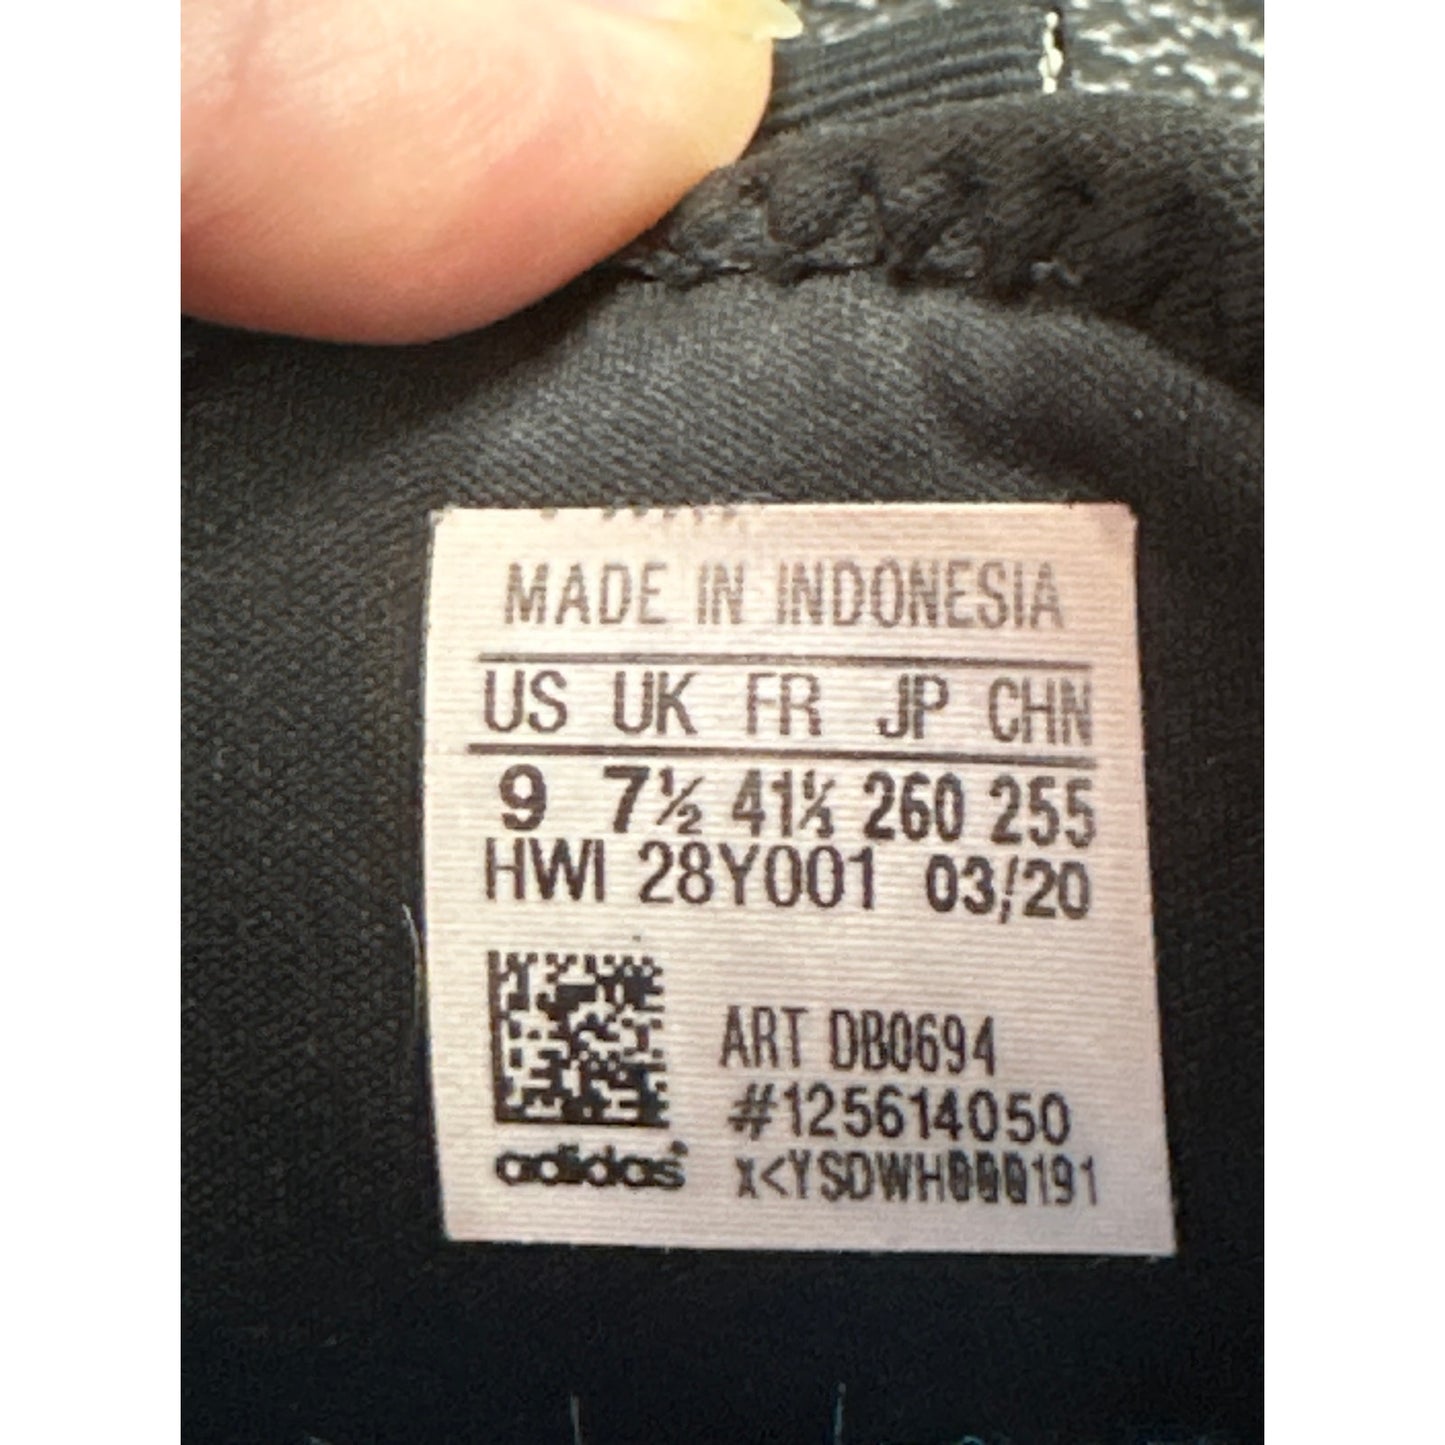 MADE IN INDONESIA
US UK FR JP CHN
9 7½ 41⅓ 260 255
HWI 28Y001 03/20
ART DB0694
#125614050
adidas® x<YSDWH000191